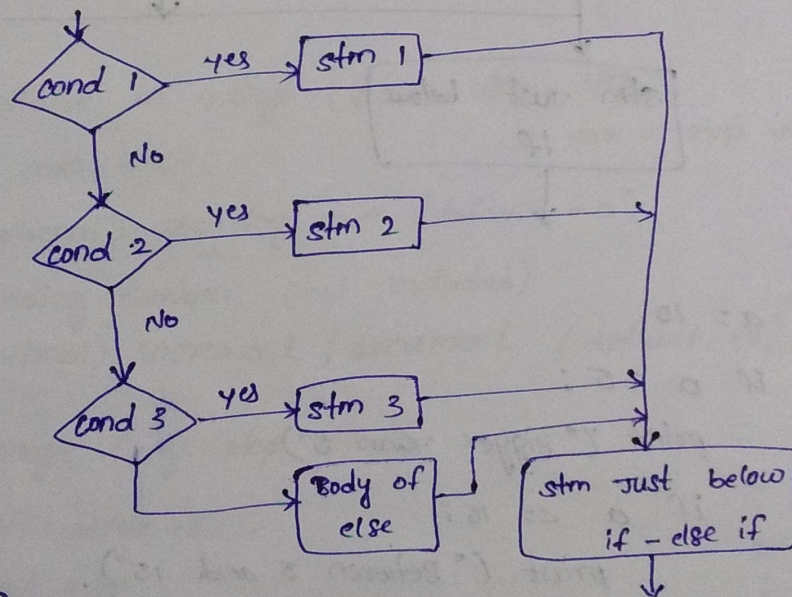 cond 1
yes
stm 1
No
cond 2
yes
stm 2
No
cond 3
yes
stm 3
Body of
else
stm Just below
if - else if